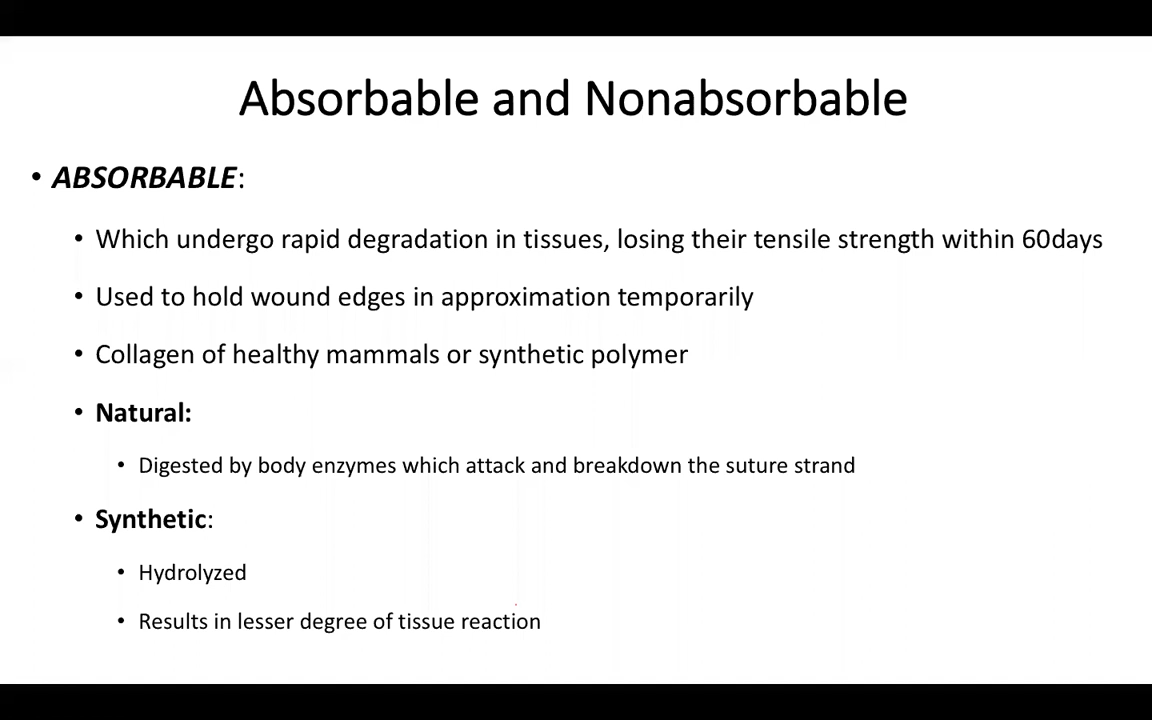 Absorbable and Nonabsorbable
• ABSORBABLE:
• Which undergo rapid degradation in tissues, losing their tensile strength within 60days
• Used to hold wound edges in approximation temporarily
• Collagen of healthy mammals or synthetic polymer
• Natural:
• Digested by body enzymes which attack and breakdown the suture strand
• Synthetic:
• Hydrolyzed
• Results in lesser degree of tissue reaction